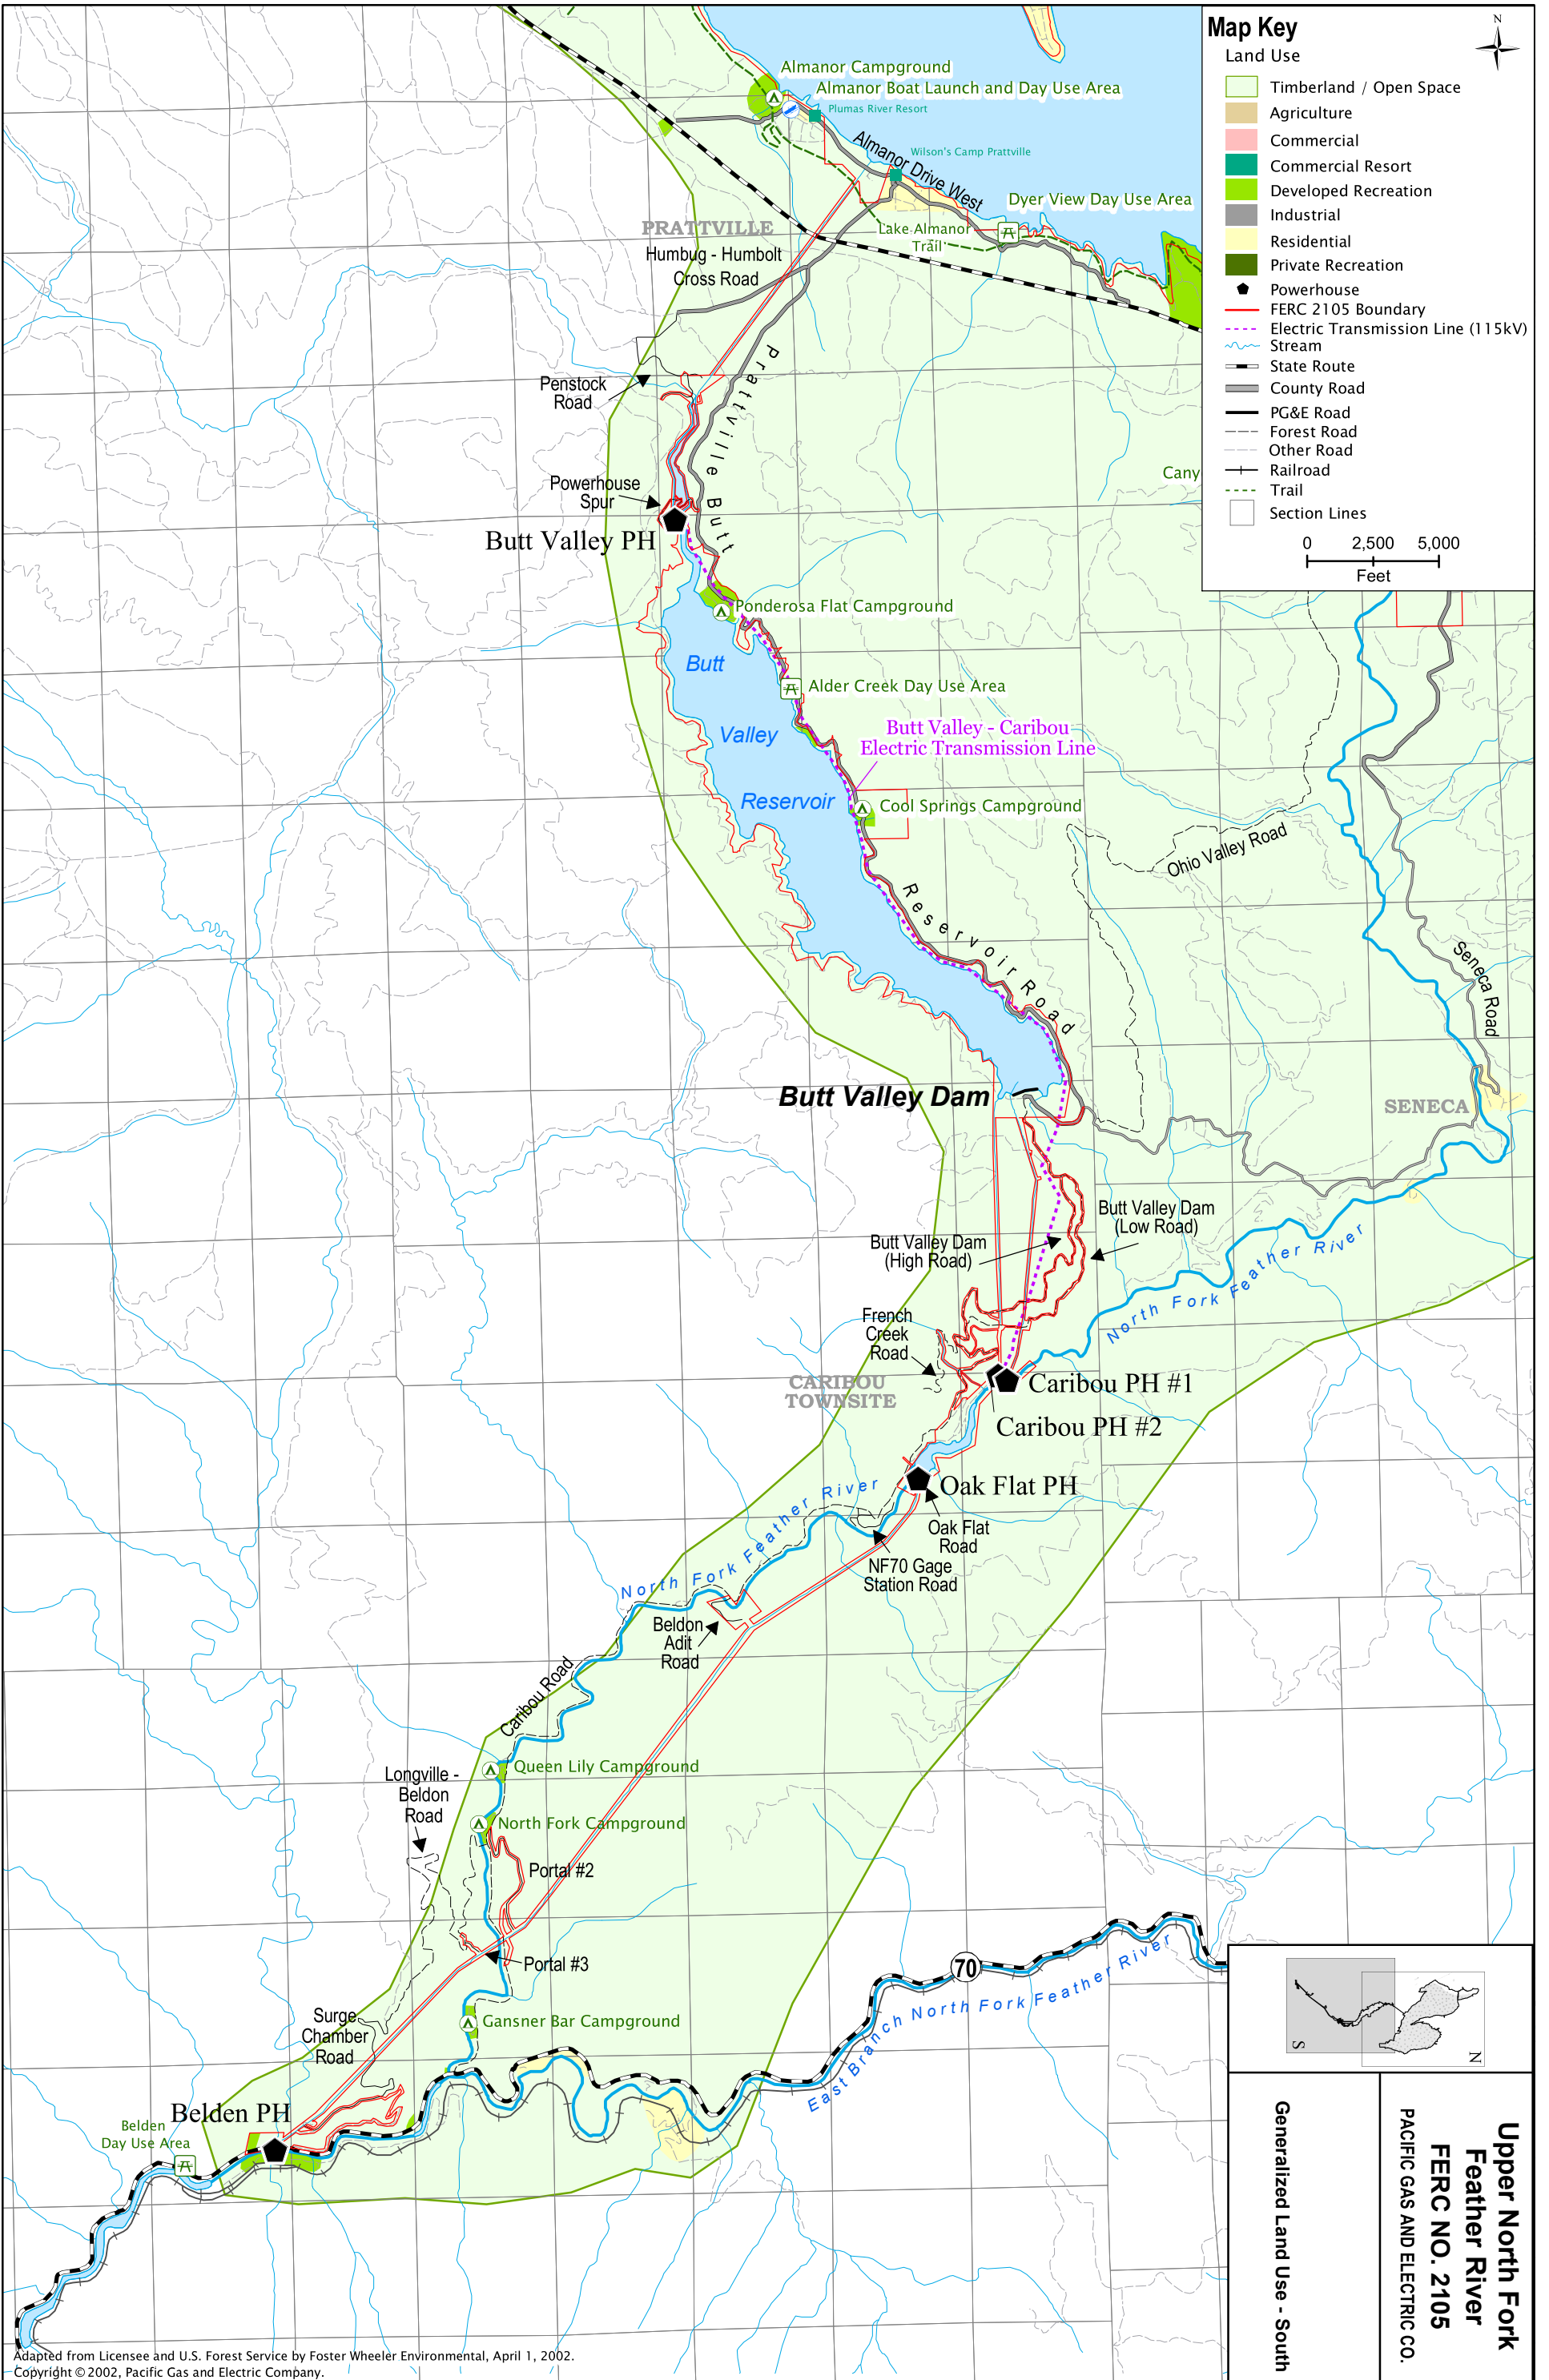 Map Key
N
Land Use
Timberland / Open Space
Agriculture
Commercial
Commercial Resort
Developed Recreation
Industrial
Residential
Private Recreation
Powerhouse
FERC 2105 Boundary
Electric Transmission Line (115kV)
Stream
State Route
County Road
PG&E Road
Forest Road
Other Road
Railroad
Trail
Section Lines
0 2,500 5,000
Feet
Almanor Campground
Almanor Boat Launch and Day Use Area
Plumas River Resort
Wilson's Camp Prattville
Almanor Drive West
Dyer View Day Use Area
Lake Almanor
Trail
PRATTVILLE
Humbug - Humbolt
Cross Road
Penstock
Road
Prattville Butt
Cany
Powerhouse
Spur
Butt Valley PH
Ponderosa Flat Campground
Butt
Alder Creek Day Use Area
Valley
Butt Valley - Caribou
Electric Transmission Line
Reservoir
Cool Springs Campground
Ohio Valley Road
Reservoir Road
Seneca Road
Butt Valley Dam
SENECA
Butt Valley Dam
(Low Road)
Butt Valley Dam
(High Road)
North Fork Feather River
French
Creek
Road
CARIBOU
TOWNSITE
Caribou PH #1
Caribou PH #2
Oak Flat PH
North Fork Feather River
Oak Flat
Road
NF70 Gage
Station Road
Beldon
Adit
Road
Caribou Road
Queen Lily Campground
Longville -
Beldon
Road
North Fork Campground
Portal #2
Portal #3
70
East Branch North Fork Feather River
Gansner Bar Campground
Surge
Chamber
Road
Belden PH
Belden
Day Use Area
S
N
Upper North Fork
Feather River
FERC NO. 2105
PACIFIC GAS AND ELECTRIC CO.
Generalized Land Use - South
Adapted from Licensee and U.S. Forest Service by Foster Wheeler Environmental, April 1, 2002.
Copyright © 2002, Pacific Gas and Electric Company.